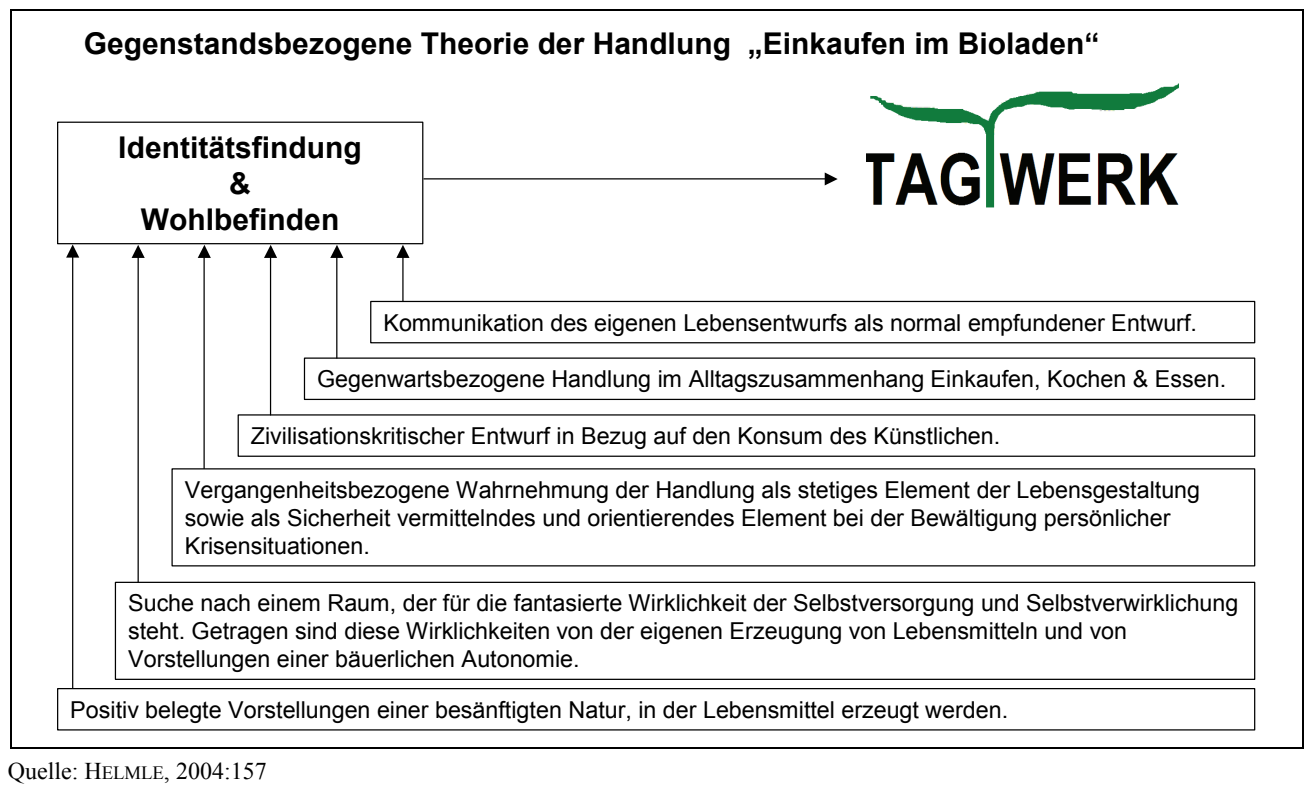 Gegenstandsbezogene Theorie der Handlung „Einkaufen im Bioladen“
Identitätsfindung
&
Wohlbefinden
TAGWERK
Kommunikation des eigenen Lebensentwurfs als normal empfundener Entwurf.
Gegenwartsbezogene Handlung im Alltagszusammenhang Einkaufen, Kochen & Essen.
Zivilisationskritischer Entwurf in Bezug auf den Konsum des Künstlichen.
Vergangenheitsbezogene Wahrnehmung der Handlung als stetiges Element der Lebensgestaltung
sowie als Sicherheit vermittelndes und orientierendes Element bei der Bewältigung persönlicher
Krisensituationen.
Suche nach einem Raum, der für die fantasierte Wirklichkeit der Selbstversorgung und Selbstverwirklichung
steht. Getragen sind diese Wirklichkeiten von der eigenen Erzeugung von Lebensmitteln und von
Vorstellungen einer bäuerlichen Autonomie.
Positiv belegte Vorstellungen einer besänftigten Natur, in der Lebensmittel erzeugt werden.
Quelle: HELMLE, 2004:157